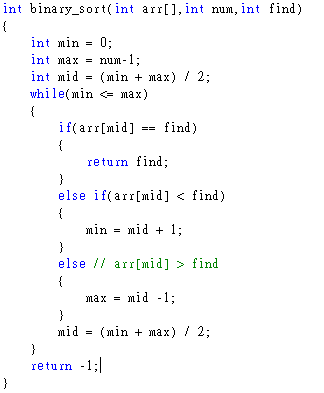 int binary_sort(int arr[],int num,int find)
{
    int min = 0;
    int max = num-1;
    int mid = (min + max) / 2;
    while(min <= max)
    {
        if(arr[mid] == find)
        {
            return find;
        }
        else if(arr[mid] < find)
        {
            min = mid + 1;
        }
        else // arr[mid] > find
        {
            max = mid -1;
        }
        mid = (min + max) / 2;
    }
    return -1;
}